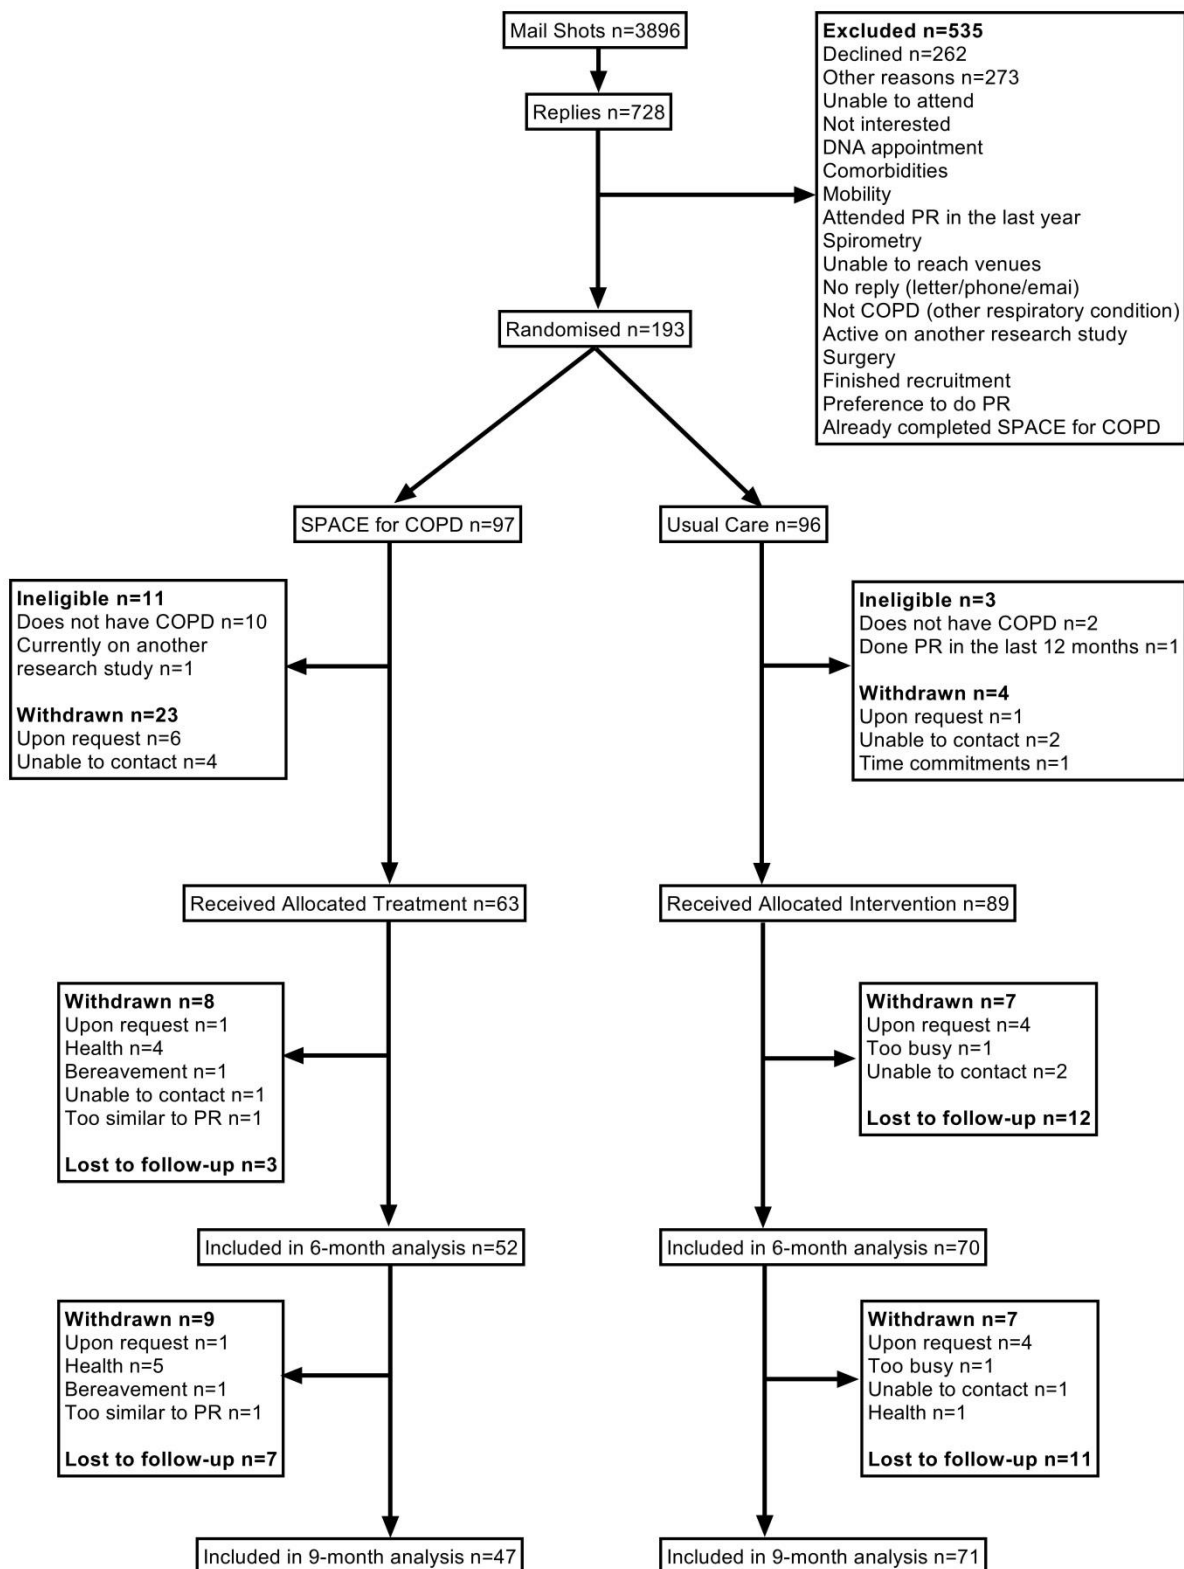 Mail Shots n=3896
Replies n=728
Excluded n=535
Declined n=262
Other reasons n=273
Unable to attend
Not interested
DNA appointment
Comorbidities
Mobility
Attended PR in the last year
Spirometry
Unable to reach venues
No reply (letter/phone/emai)
Not COPD (other respiratory condition)
Active on another research study
Surgery
Finished recruitment
Preference to do PR
Already completed SPACE for COPD
Randomised n=193
SPACE for COPD n=97
Usual Care n=96
Ineligible n=11
Does not have COPD n=10
Currently on another
research study n=1
Withdrawn n=23
Upon request n=6
Unable to contact n=4
Ineligible n=3
Does not have COPD n=2
Done PR in the last 12 months n=1
Withdrawn n=4
Upon request n=1
Unable to contact n=2
Time commitments n=1
Received Allocated Treatment n=63
Received Allocated Intervention n=89
Withdrawn n=8
Upon request n=1
Health n=4
Bereavement n=1
Unable to contact n=1
Too similar to PR n=1
Lost to follow-up n=3
Withdrawn n=7
Upon request n=4
Too busy n=1
Unable to contact n=2
Lost to follow-up n=12
Included in 6-month analysis n=52
Included in 6-month analysis n=70
Withdrawn n=9
Upon request n=1
Health n=5
Bereavement n=1
Too similar to PR n=1
Lost to follow-up n=7
Withdrawn n=7
Upon request n=4
Too busy n=1
Unable to contact n=1
Health n=1
Lost to follow-up n=11
Included in 9-month analysis n=47
Included in 9-month analysis n=71